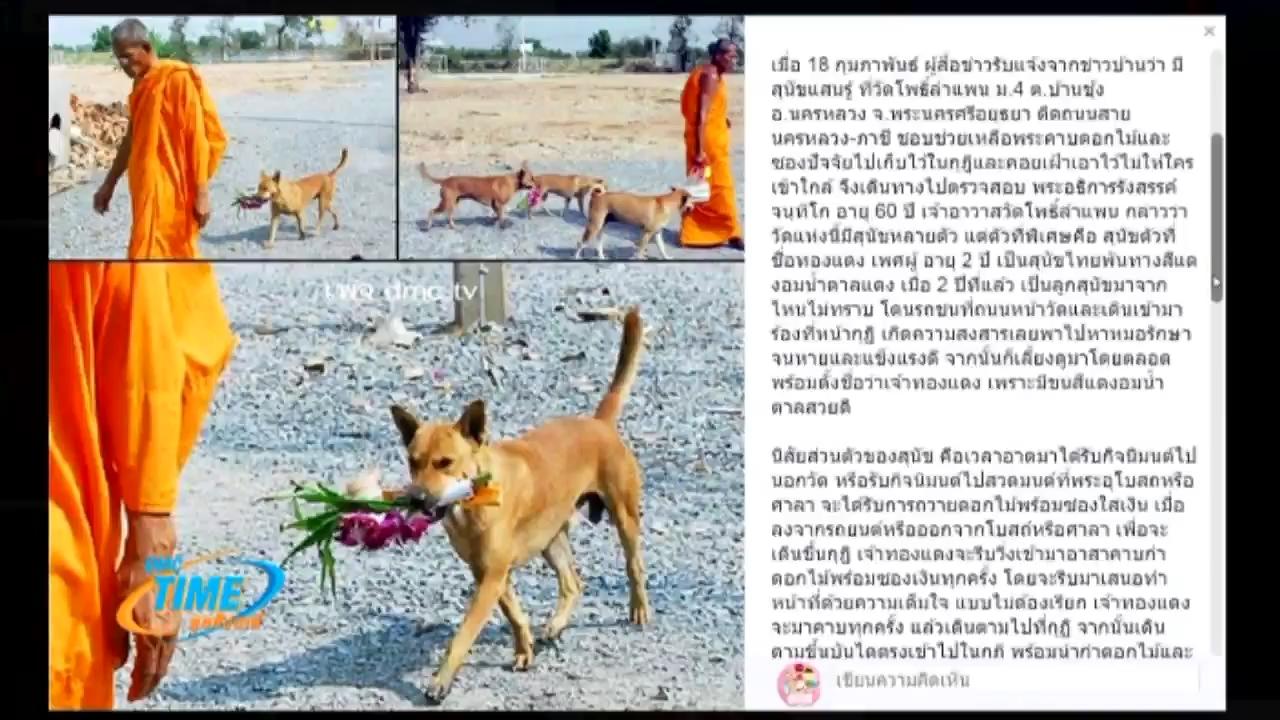 เมื่อ 18 กุมภาพันธ์ ผู้สื่อข่าวรับแจ้งจากชาวบ้านว่า มี
สุนัขแสนรู้ ที่วัดโพธิ์ลำแพน ม.4 ต.บ้านชุ้ง
อ.นครหลวง จ.พระนครศรีอยุธยา ติดถนนสาย
นครหลวง-ภาชี ชอบช่วยเหลือพระคาบดอกไม้และ
ซองปัจจัยไปเก็บไว้ในกุฏิและคอยเฝ้าเอาไว้ไม่ให้ใคร
เข้าใกล้ จึงเดินทางไปตรวจสอบ พระอธิการรังสรรค์
จนฺทิโก อายุ 60 ปี เจ้าอาวาสวัดโพธิ์ลำแพน กล่าวว่า
วัดแห่งนี้มีสุนัขหลายตัว แต่ตัวที่พิเศษคือ สุนัขตัวที่
ชื่อทองแดง เพศผู้ อายุ 2 ปี เป็นสุนัขไทยพันทางสีแด
งอมน้ำตาลแดง เมื่อ 2 ปีที่แล้ว เป็นลูกสุนัขมาจาก
ไหนไม่ทราบ โดนรถชนที่ถนนหน้าวัดและเดินเข้ามา
ร้องที่หน้ากุฏิ เกิดความสงสารเลยพาไปหาหมอรักษา
จนหายและแข็งแรงดี จากนั้นก็เลี้ยงดูมาโดยตลอด
พร้อมตั้งชื่อว่าเจ้าทองแดง เพราะมีขนสีแดงอมน้ำ
ตาลสวยดี
นิสัยส่วนตัวของสุนัข คือเวลาอาตมาได้รับกิจนิมนต์ไป
นอกวัด หรือรับกิจนิมนต์ไปสวดมนต์ที่พระอุโบสถหรือ
ศาลา จะได้รับการถวายดอกไม้พร้อมซองใส่เงิน เมื่อ
ลงจากรถยนต์หรือออกจากโบสถ์หรือศาลา เพื่อจะ
เดินขึ้นกุฏิ เจ้าทองแดงจะรีบวิ่งเข้ามาอาสาคาบกำ
ดอกไม้พร้อมซองเงินทุกครั้ง โดยจะรีบมาเสนอทำ
หน้าที่ด้วยความเต็มใจ แบบไม่ต้องเรียก เจ้าทองแดง
จะมาคาบทุกครั้ง แล้วเดินตามไปที่กุฏิ จากนั้นเดิน
ตามขึ้นบันไดตรงเข้าไปในกุฏิ พร้อมนำกำดอกไม้และ
เขียนความคิดเห็น
เพจ dmc.tv
DMC
TIME